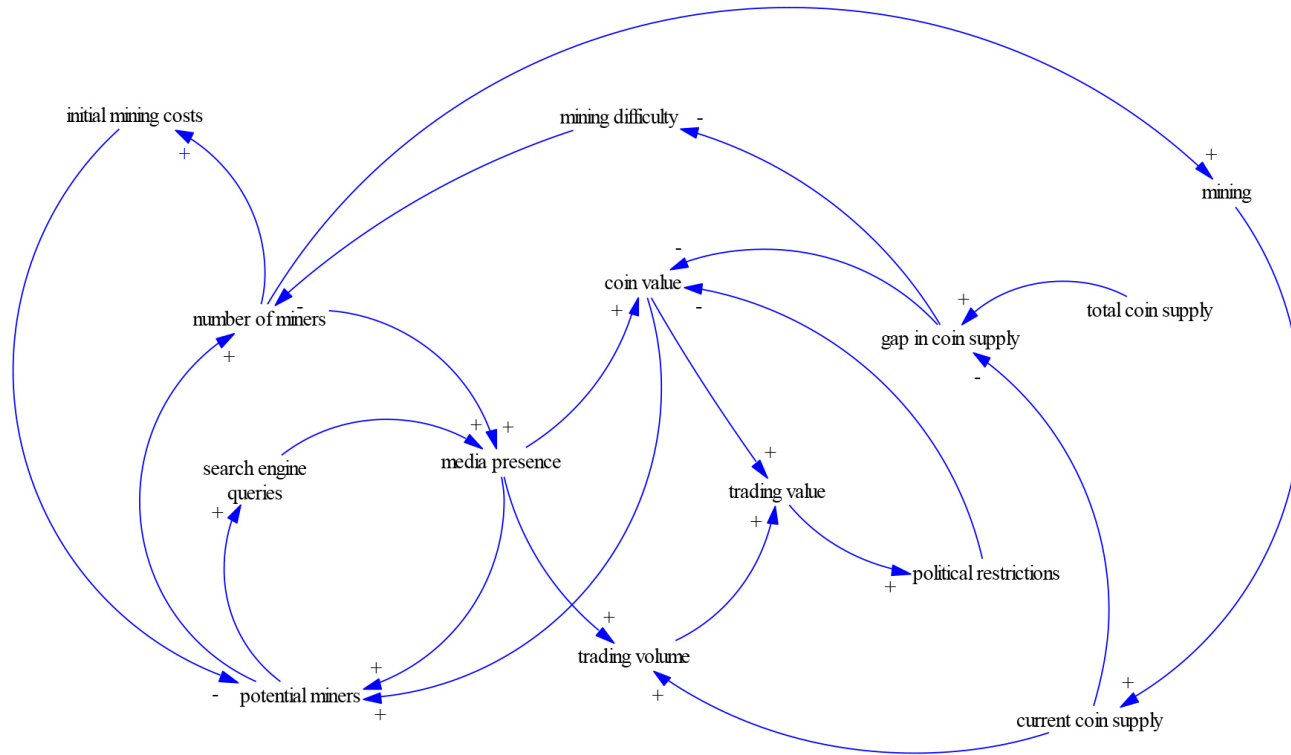 initial mining costs
+
mining difficulty
-
+
mining
number of miners
-
+
coin value
-
-
+
total coin supply
+
gap in coin supply
-
search engine
queries
+
+
+
media presence
+
trading value
+
political restrictions
+
+
trading volume
+
potential miners
-
+
+
current coin supply
+